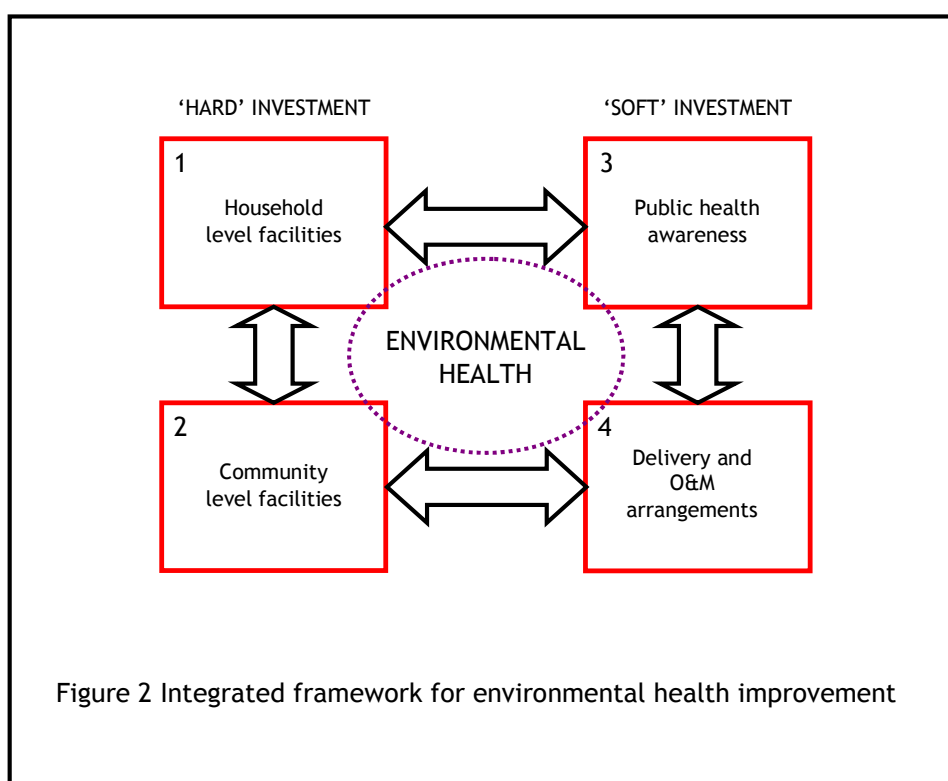 'HARD' INVESTMENT
'SOFT' INVESTMENT
1
Household
level facilities
3
Public health
awareness
ENVIRONMENTAL
HEALTH
2
Community
level facilities
4
Delivery and
O&M
arrangements
Figure 2 Integrated framework for environmental health improvement